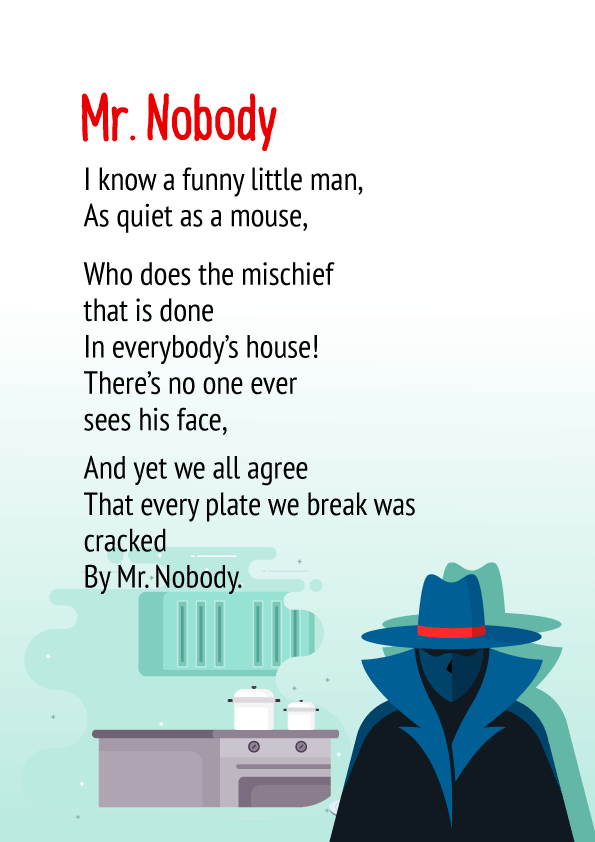 Mr. Nobody
I know a funny little man,
As quiet as a mouse,
Who does the mischief
that is done
In everybody’s house!
There’s no one ever
sees his face,
And yet we all agree
That every plate we break was
cracked
By Mr. Nobody.